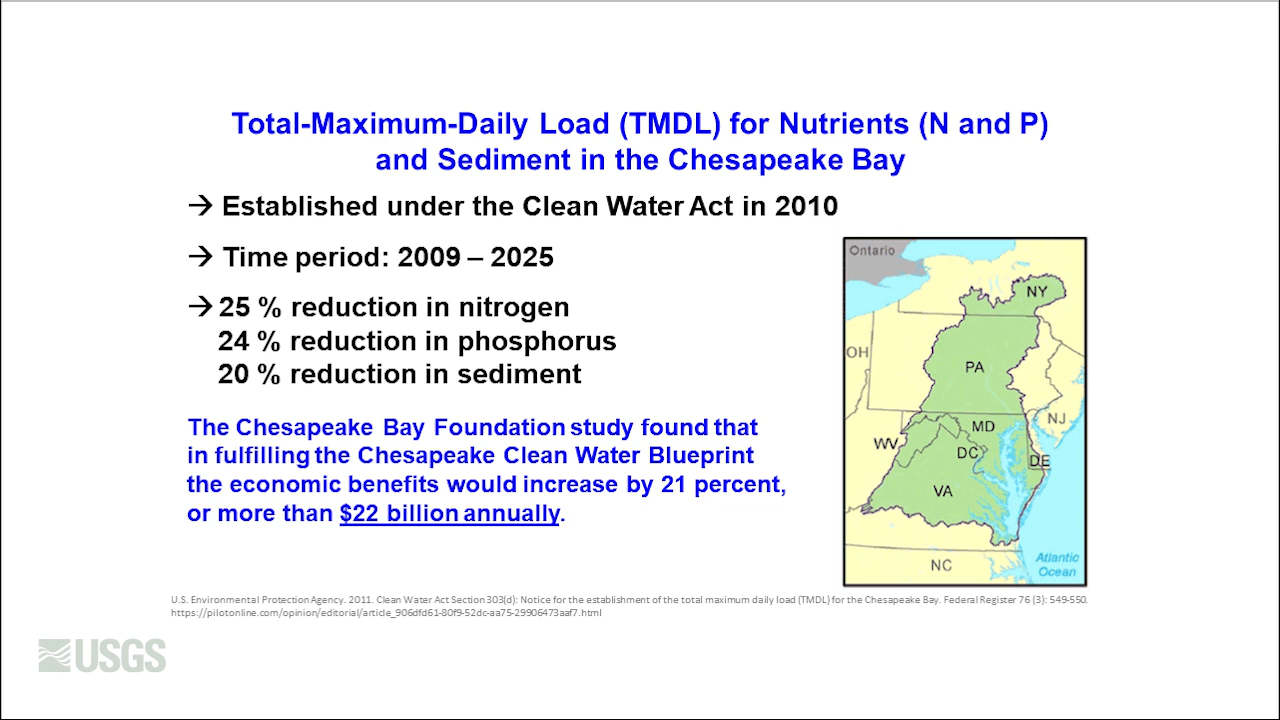 Total-Maximum-Daily Load (TMDL) for Nutrients (N and P)
and Sediment in the Chesapeake Bay
→ Established under the Clean Water Act in 2010
→ Time period: 2009 – 2025
→ 25 % reduction in nitrogen
24 % reduction in phosphorus
20 % reduction in sediment
The Chesapeake Bay Foundation study found that
in fulfilling the Chesapeake Clean Water Blueprint
the economic benefits would increase by 21 percent,
or more than $22 billion annually.
Ontario
NY
OH
PA
NJ
MD
WV
DC
DE
VA
Atlantic
Ocean
NC
U.S. Environmental Protection Agency. 2011. Clean Water Act Section 303(d): Notice for the establishment of the total maximum daily load (TMDL) for the Chesapeake Bay. Federal Register 76 (3): 549-550.
https://pilotonline.com/opinion/editorial/article_906dfd61-80f9-52dc-aa75-29906473aaf7.html
USGS